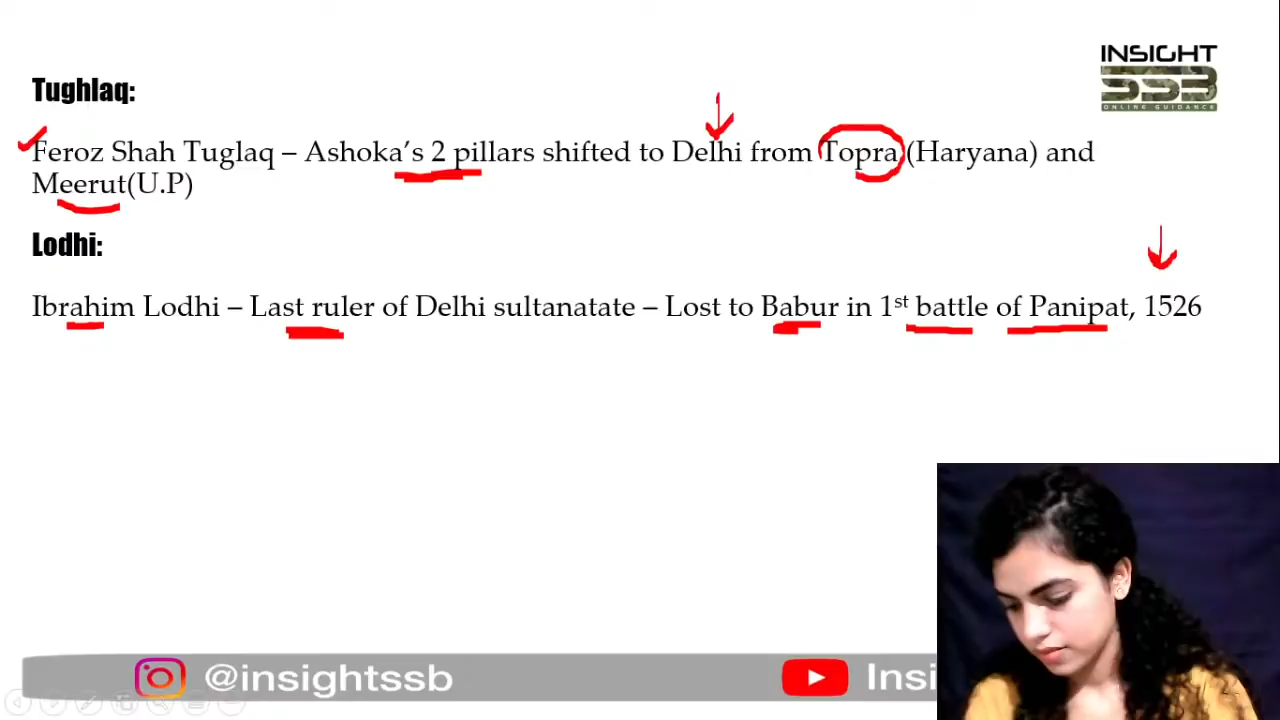 INSIGHT
SSB
ONLINE GUIDANCE
Tughlaq:
Feroz Shah Tuglaq – Ashoka’s 2 pillars shifted to Delhi from Topra (Haryana) and
Meerut(U.P)
Lodhi:
Ibrahim Lodhi – Last ruler of Delhi sultanatate – Lost to Babur in 1st battle of Panipat, 1526
@insightssb
Insi